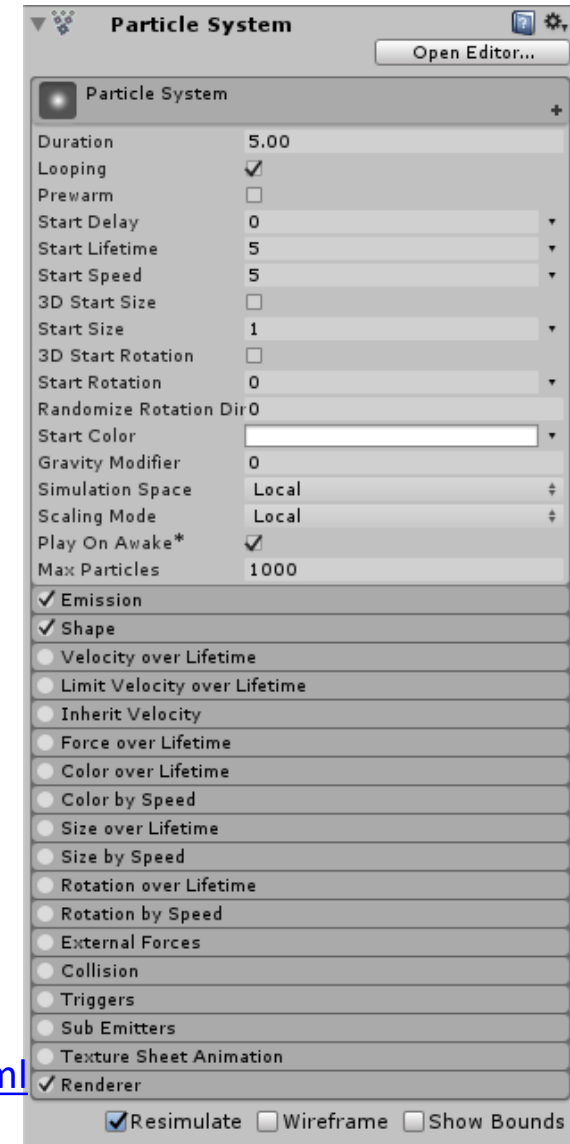 Particle System
Open Editor...
Particle System
Duration 5.00
Looping
Prewarm
Start Delay 0
Start Lifetime 5
Start Speed 5
3D Start Size
Start Size 1
3D Start Rotation
Start Rotation 0
Randomize Rotation Dir 0
Start Color
Gravity Modifier 0
Simulation Space Local
Scaling Mode Local
Play On Awake*
Max Particles 1000
Emission
Shape
Velocity over Lifetime
Limit Velocity over Lifetime
Inherit Velocity
Force over Lifetime
Color over Lifetime
Color by Speed
Size over Lifetime
Size by Speed
Rotation over Lifetime
Rotation by Speed
External Forces
Collision
Triggers
Sub Emitters
Texture Sheet Animation
Renderer
Resimulate Wireframe Show Bounds